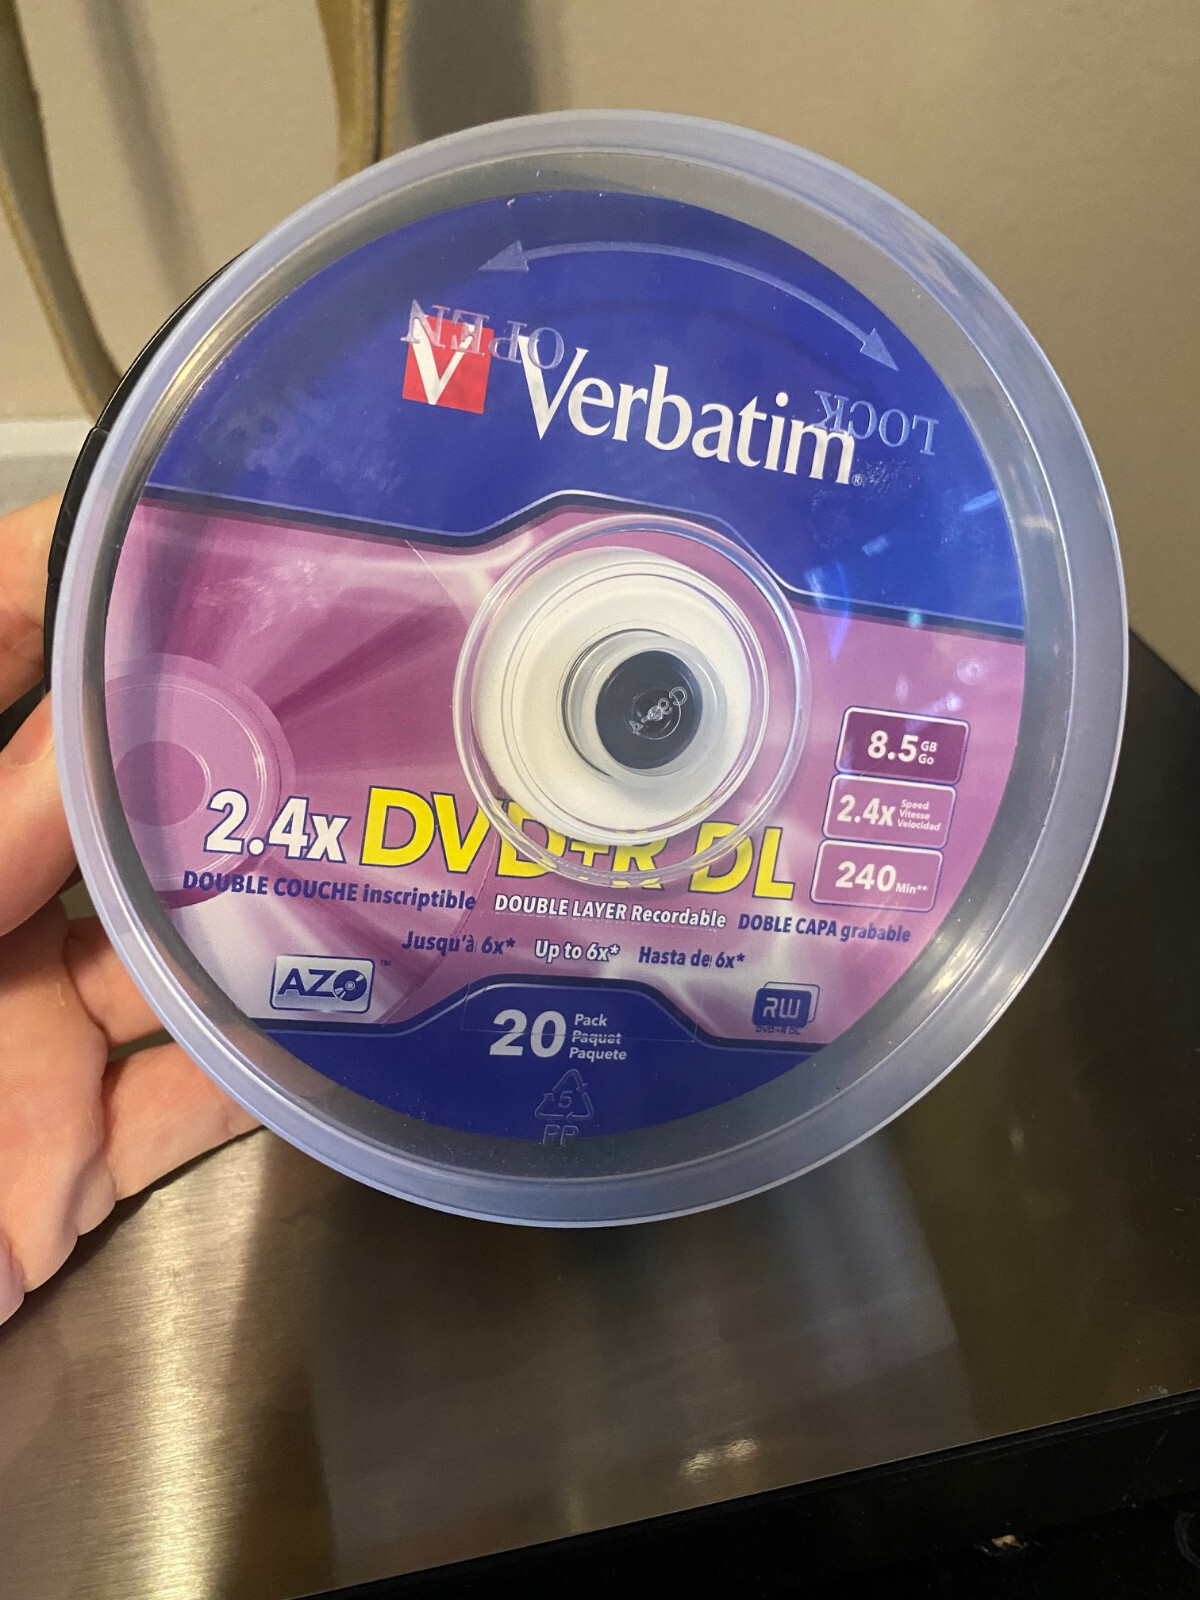 OPEN
LOCK
V Verbatim®
8.5 GB Go
2.4x Speed Vitesse Velocidad
240 Min**
2.4x DVD+R DL
DOUBLE COUCHE inscriptible DOUBLE LAYER Recordable DOBLE CAPA grabable
Jusqu'à 6x* Up to 6x* Hasta de 6x*
AZO™
RW
DVD+R DL
20 Pack Paquet Paquete
5
PP